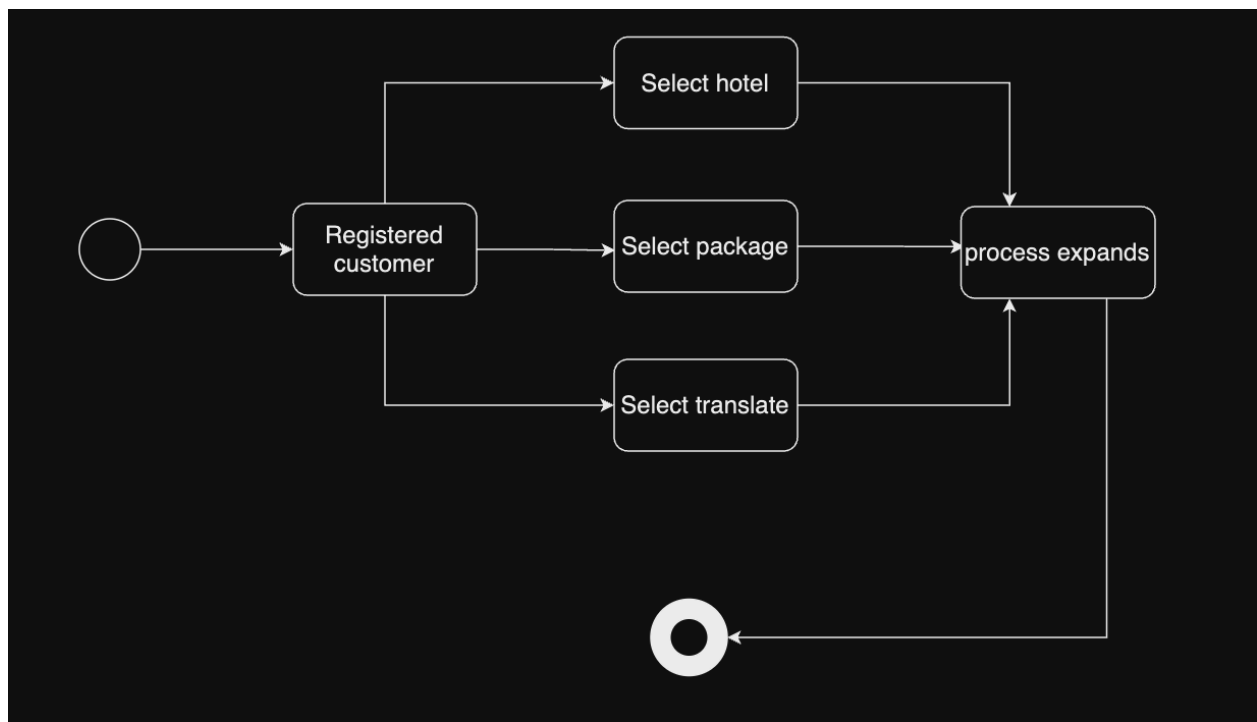 Select hotel
Registered
customer
Select package
process expands
Select translate